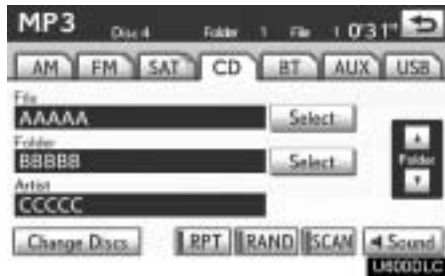 MP3 Disc 4 Folder 1 File 1 0'31"
AM FM SAT CD BT AUX USB
File
AAAAA Select
Folder
BBBBB Select
Folder
Artist
CCCCC
Change Discs RPT RAND SCAN Sound
U6000LC